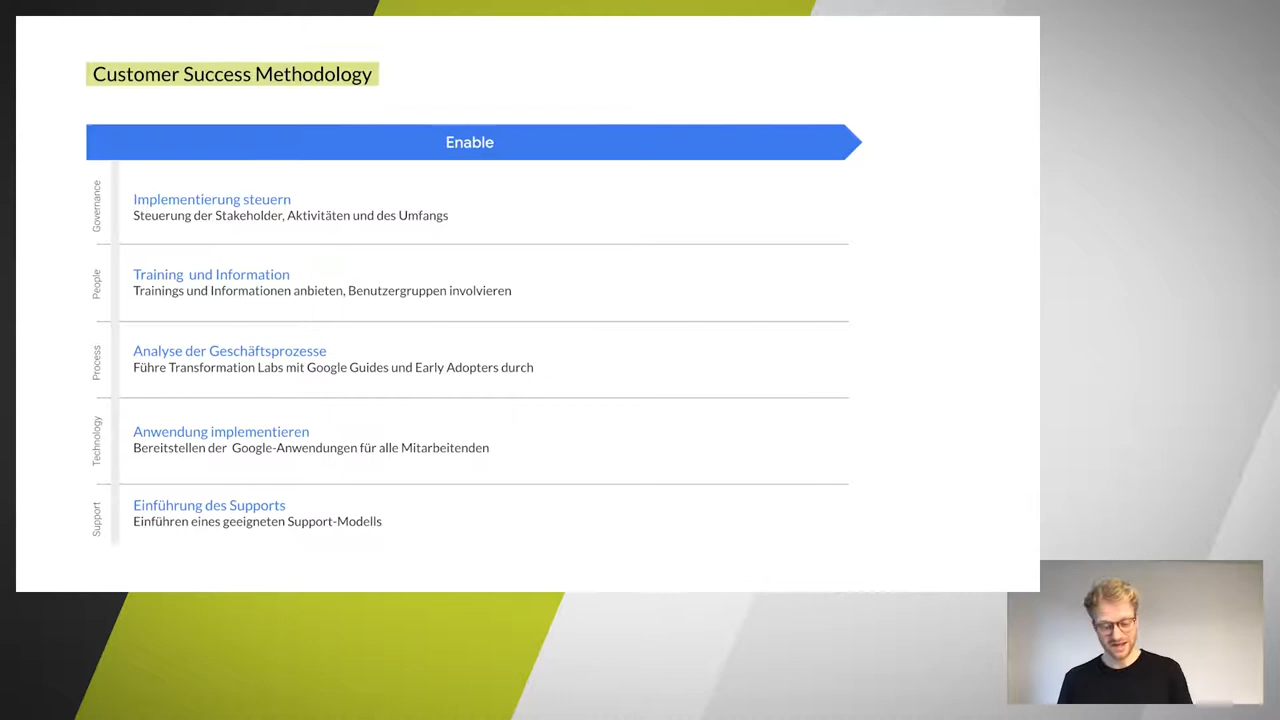 Customer Success Methodology
Enable
Governance
Implementierung steuern
Steuerung der Stakeholder, Aktivitäten und des Umfangs
People
Training und Information
Trainings und Informationen anbieten, Benutzergruppen involvieren
Process
Analyse der Geschäftsprozesse
Führe Transformation Labs mit Google Guides und Early Adopters durch
Technology
Anwendung implementieren
Bereitstellen der Google-Anwendungen für alle Mitarbeitenden
Support
Einführung des Supports
Einführen eines geeigneten Support-Modells